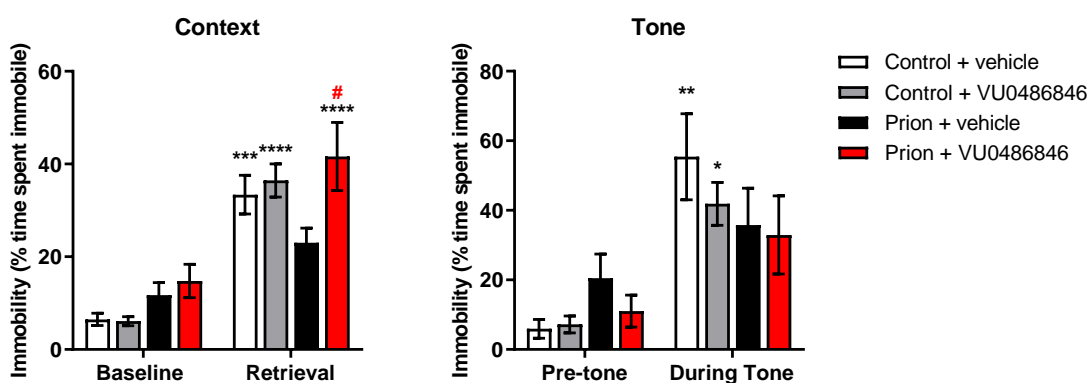 Context
Immobility (% time spent immobile)
60
40
20
0
*** **** #
****
Baseline Retrieval
Tone
Immobility (% time spent immobile)
80
60
40
20
0
**
*
Pre-tone During Tone
Control + vehicle
Control + VU0486846
Prion + vehicle
Prion + VU0486846